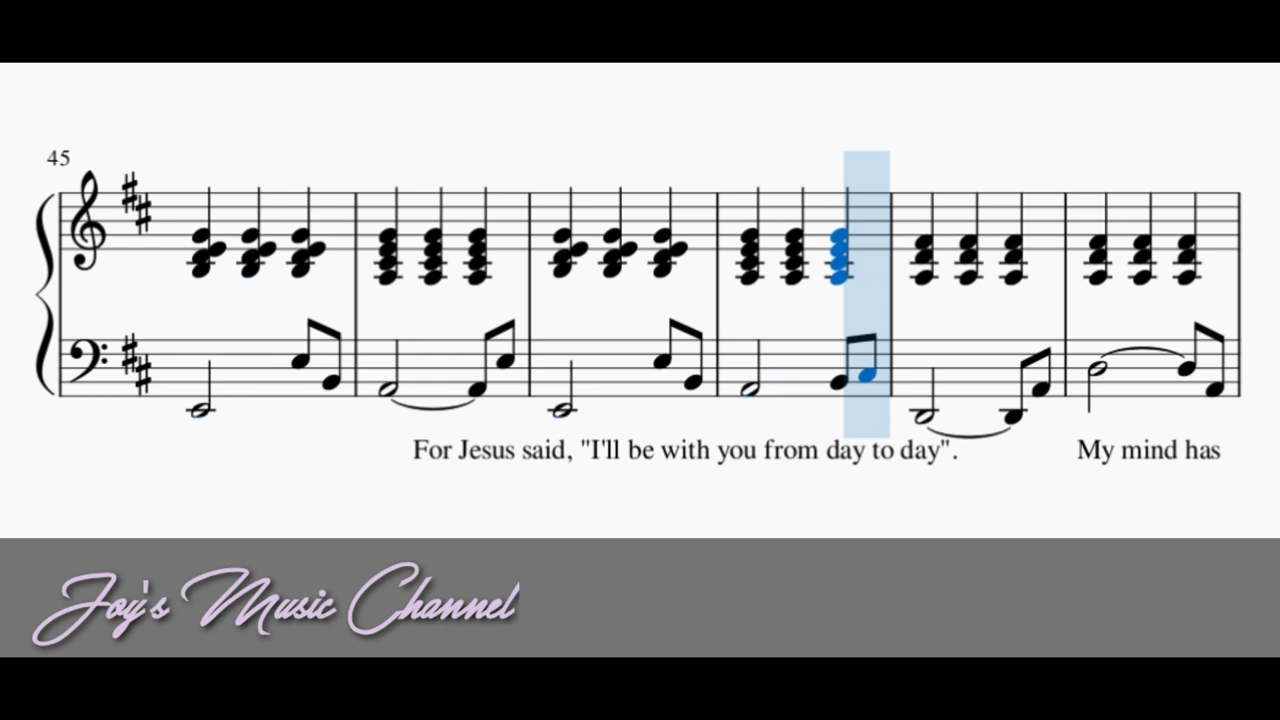 45
For Jesus said, "I'll be with you from day to day". My mind has
Joy's Music Channel